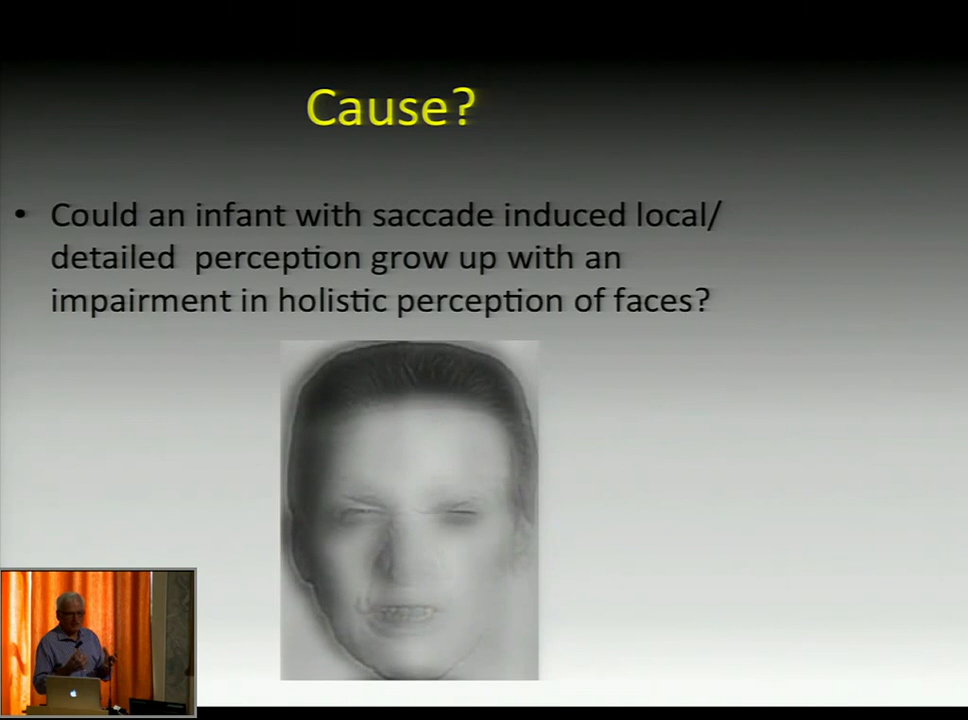 Cause?
• Could an infant with saccade induced local/
detailed perception grow up with an
impairment in holistic perception of faces?